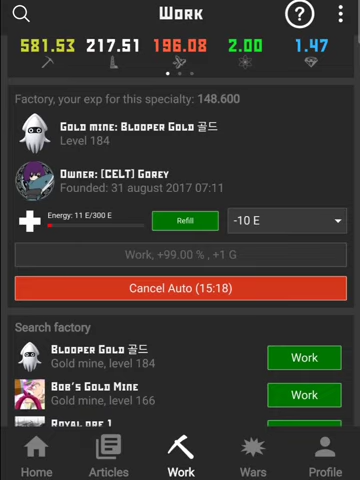 Work
?
581.53 217.51 196.08 2.00 1.47
Factory, your exp for this specialty: 148.600
Gold mine: Blooper Gold 골드
Level 184
Owner: [CELT] Gorey
Founded: 31 august 2017 07:11
Energy: 11 E/300 E
Refill
-10 E
Work, +99.00 % , +1 G
Cancel Auto (15:18)
Search factory
Blooper Gold 골드
Gold mine, level 184
Work
Bob's Gold Mine
Gold mine, level 166
Work
Royal ore 1
Home Articles Work Wars Profile